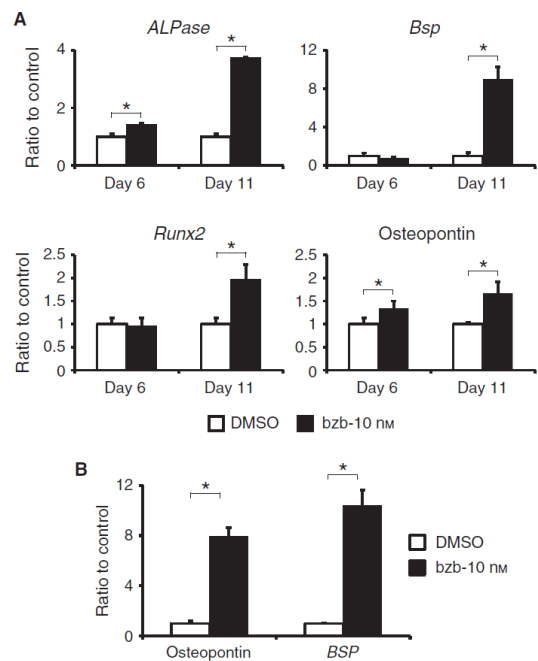 A
ALPase
Bsp
Ratio to control
4
3
2
1
0
*
*
Day 6
Day 11
12
8
4
0
*
Day 6
Day 11
Runx2
Osteopontin
Ratio to control
2.5
2
1.5
1
0.5
0
*
Day 6
Day 11
2.5
2
1.5
1
0.5
0
*
*
Day 6
Day 11
DMSO
bzb-10 nM
B
Ratio to control
12
8
4
0
*
*
Osteopontin
BSP
DMSO
bzb-10 nM